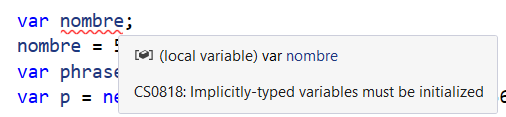 var nombre;
nombre = 5
(local variable) var nombre
var phrase
CS0818: Implicitly-typed variables must be initialized
var p = ne